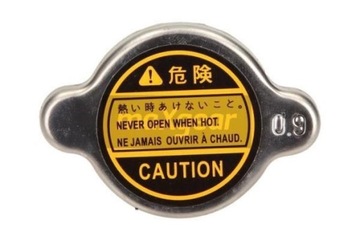 危険
熱い時あけないこと。
NEVER OPEN WHEN HOT.
NE JAMAIS OUVRIR À CHAUD.
CAUTION
0.9
moxgear